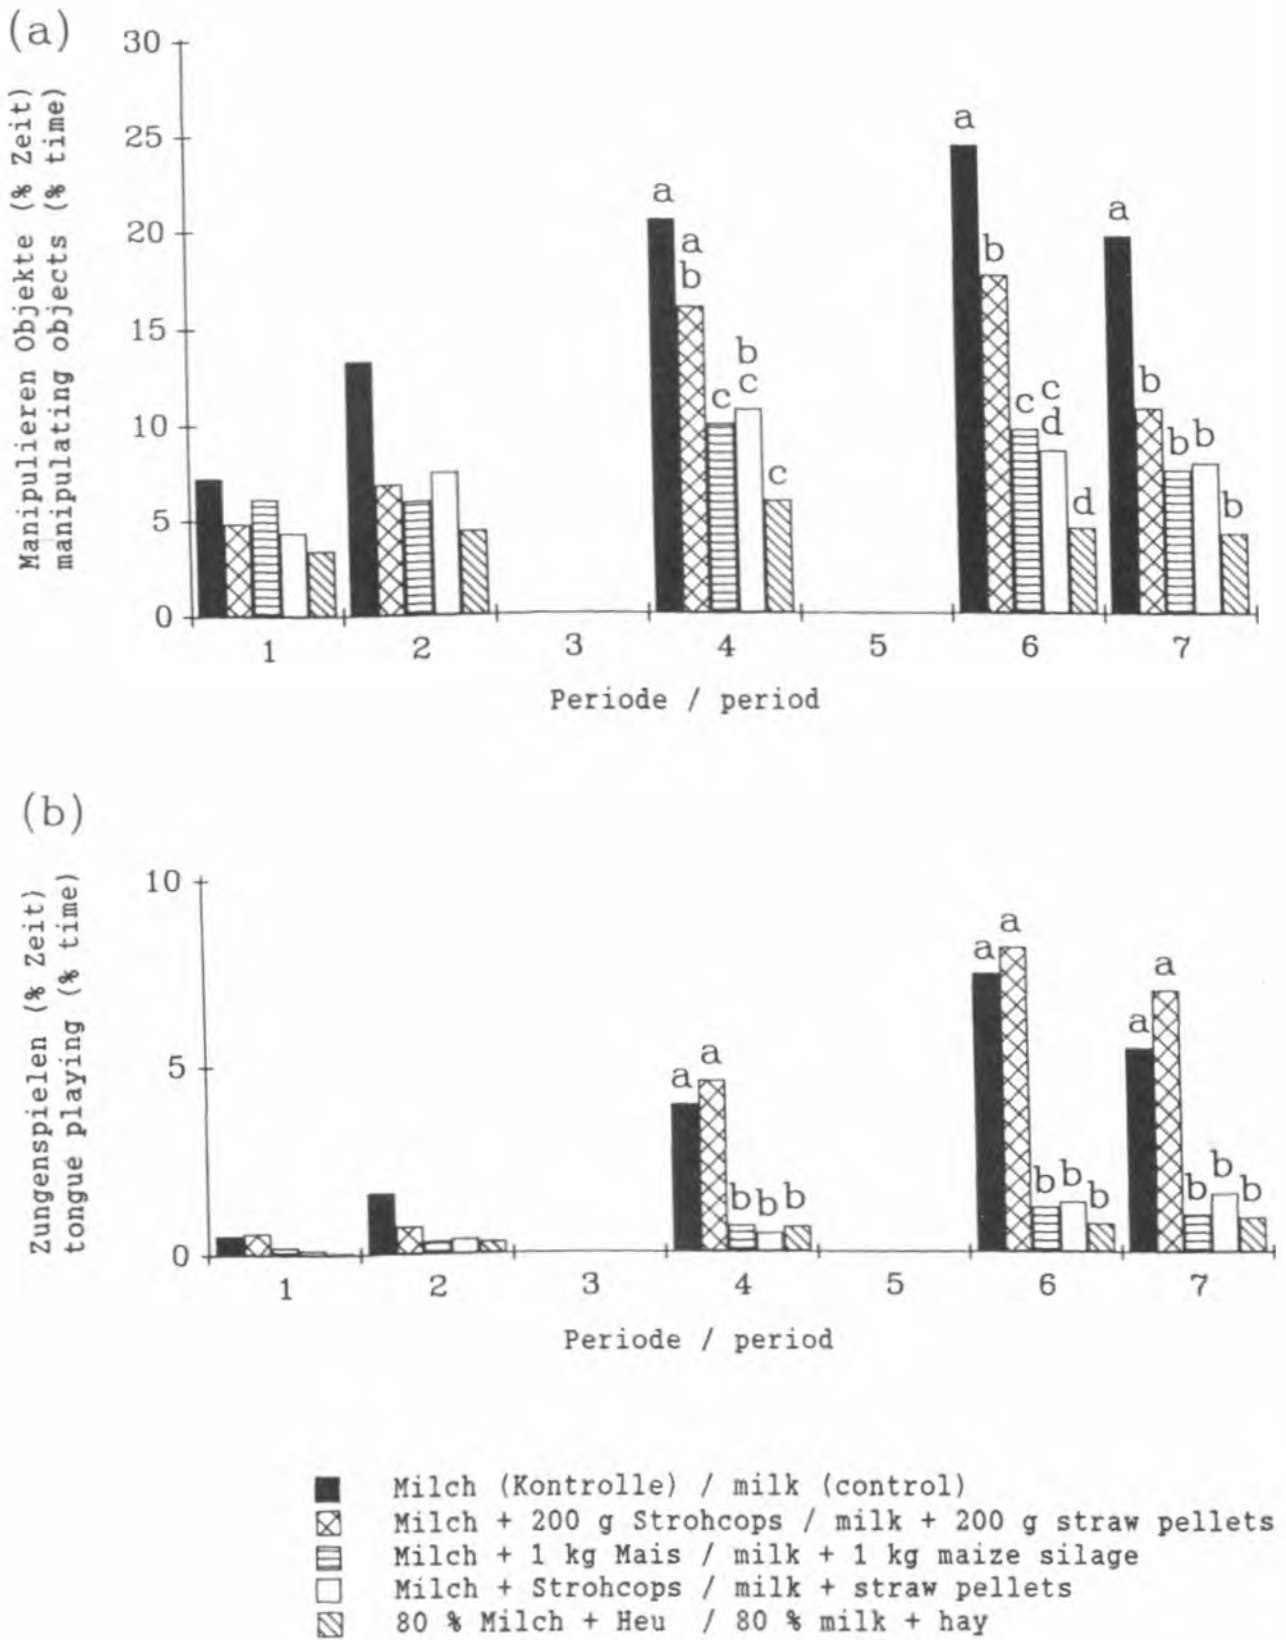 (a)
Manipulieren Objekte (% Zeit)
manipulating objects (% time)
30
25
20
15
10
5
0
a
a
b
c
b
c
c
a
b
c
c
d
d
a
b
b
b
b
1 2 3 4 5 6 7
Periode / period
(b)
Zungenspielen (% Zeit)
tongue playing (% time)
10
5
0
a
a
b
b
b
a
a
b
b
b
a
a
b
b
b
1 2 3 4 5 6 7
Periode / period
Milch (Kontrolle) / milk (control)
Milch + 200 g Strohcops / milk + 200 g straw pellets
Milch + 1 kg Mais / milk + 1 kg maize silage
Milch + Strohcops / milk + straw pellets
80 % Milch + Heu / 80 % milk + hay